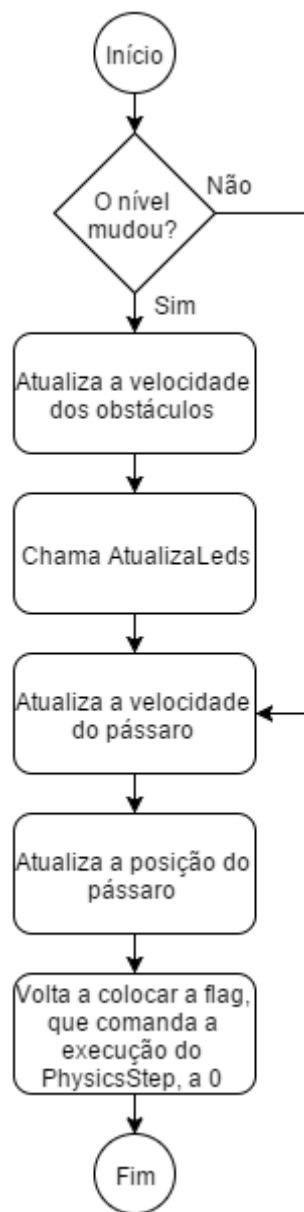 Início
O nível
mudou?
Não
Sim
Atualiza a velocidade
dos obstáculos
Chama AtualizaLeds
Atualiza a velocidade
do pássaro
Atualiza a posição do
pássaro
Volta a colocar a flag,
que comanda a
execução do
PhysicsStep, a 0
Fim